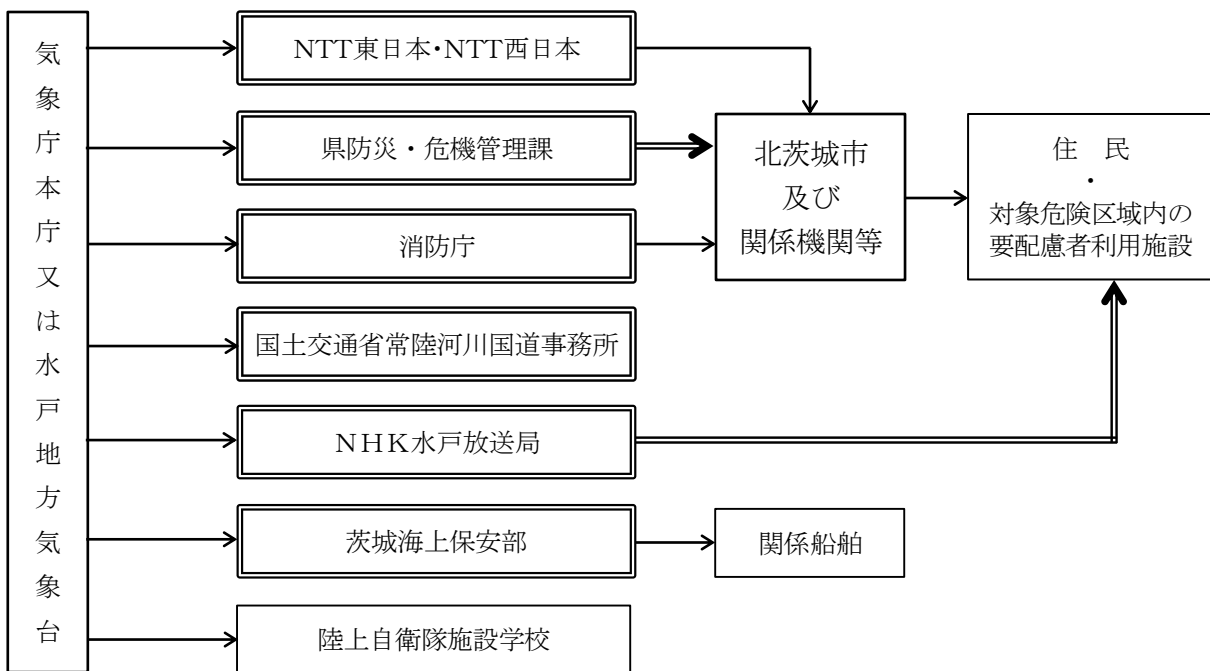 気象庁本庁又は水戸地方気象台
NTT東日本・NTT西日本
県防災・危機管理課
消防庁
国土交通省常陸河川国道事務所
NHK水戸放送局
茨城海上保安部
陸上自衛隊施設学校
北茨城市
及び
関係機関等
関係船舶
住　民
・
対象危険区域内の
要配慮者利用施設